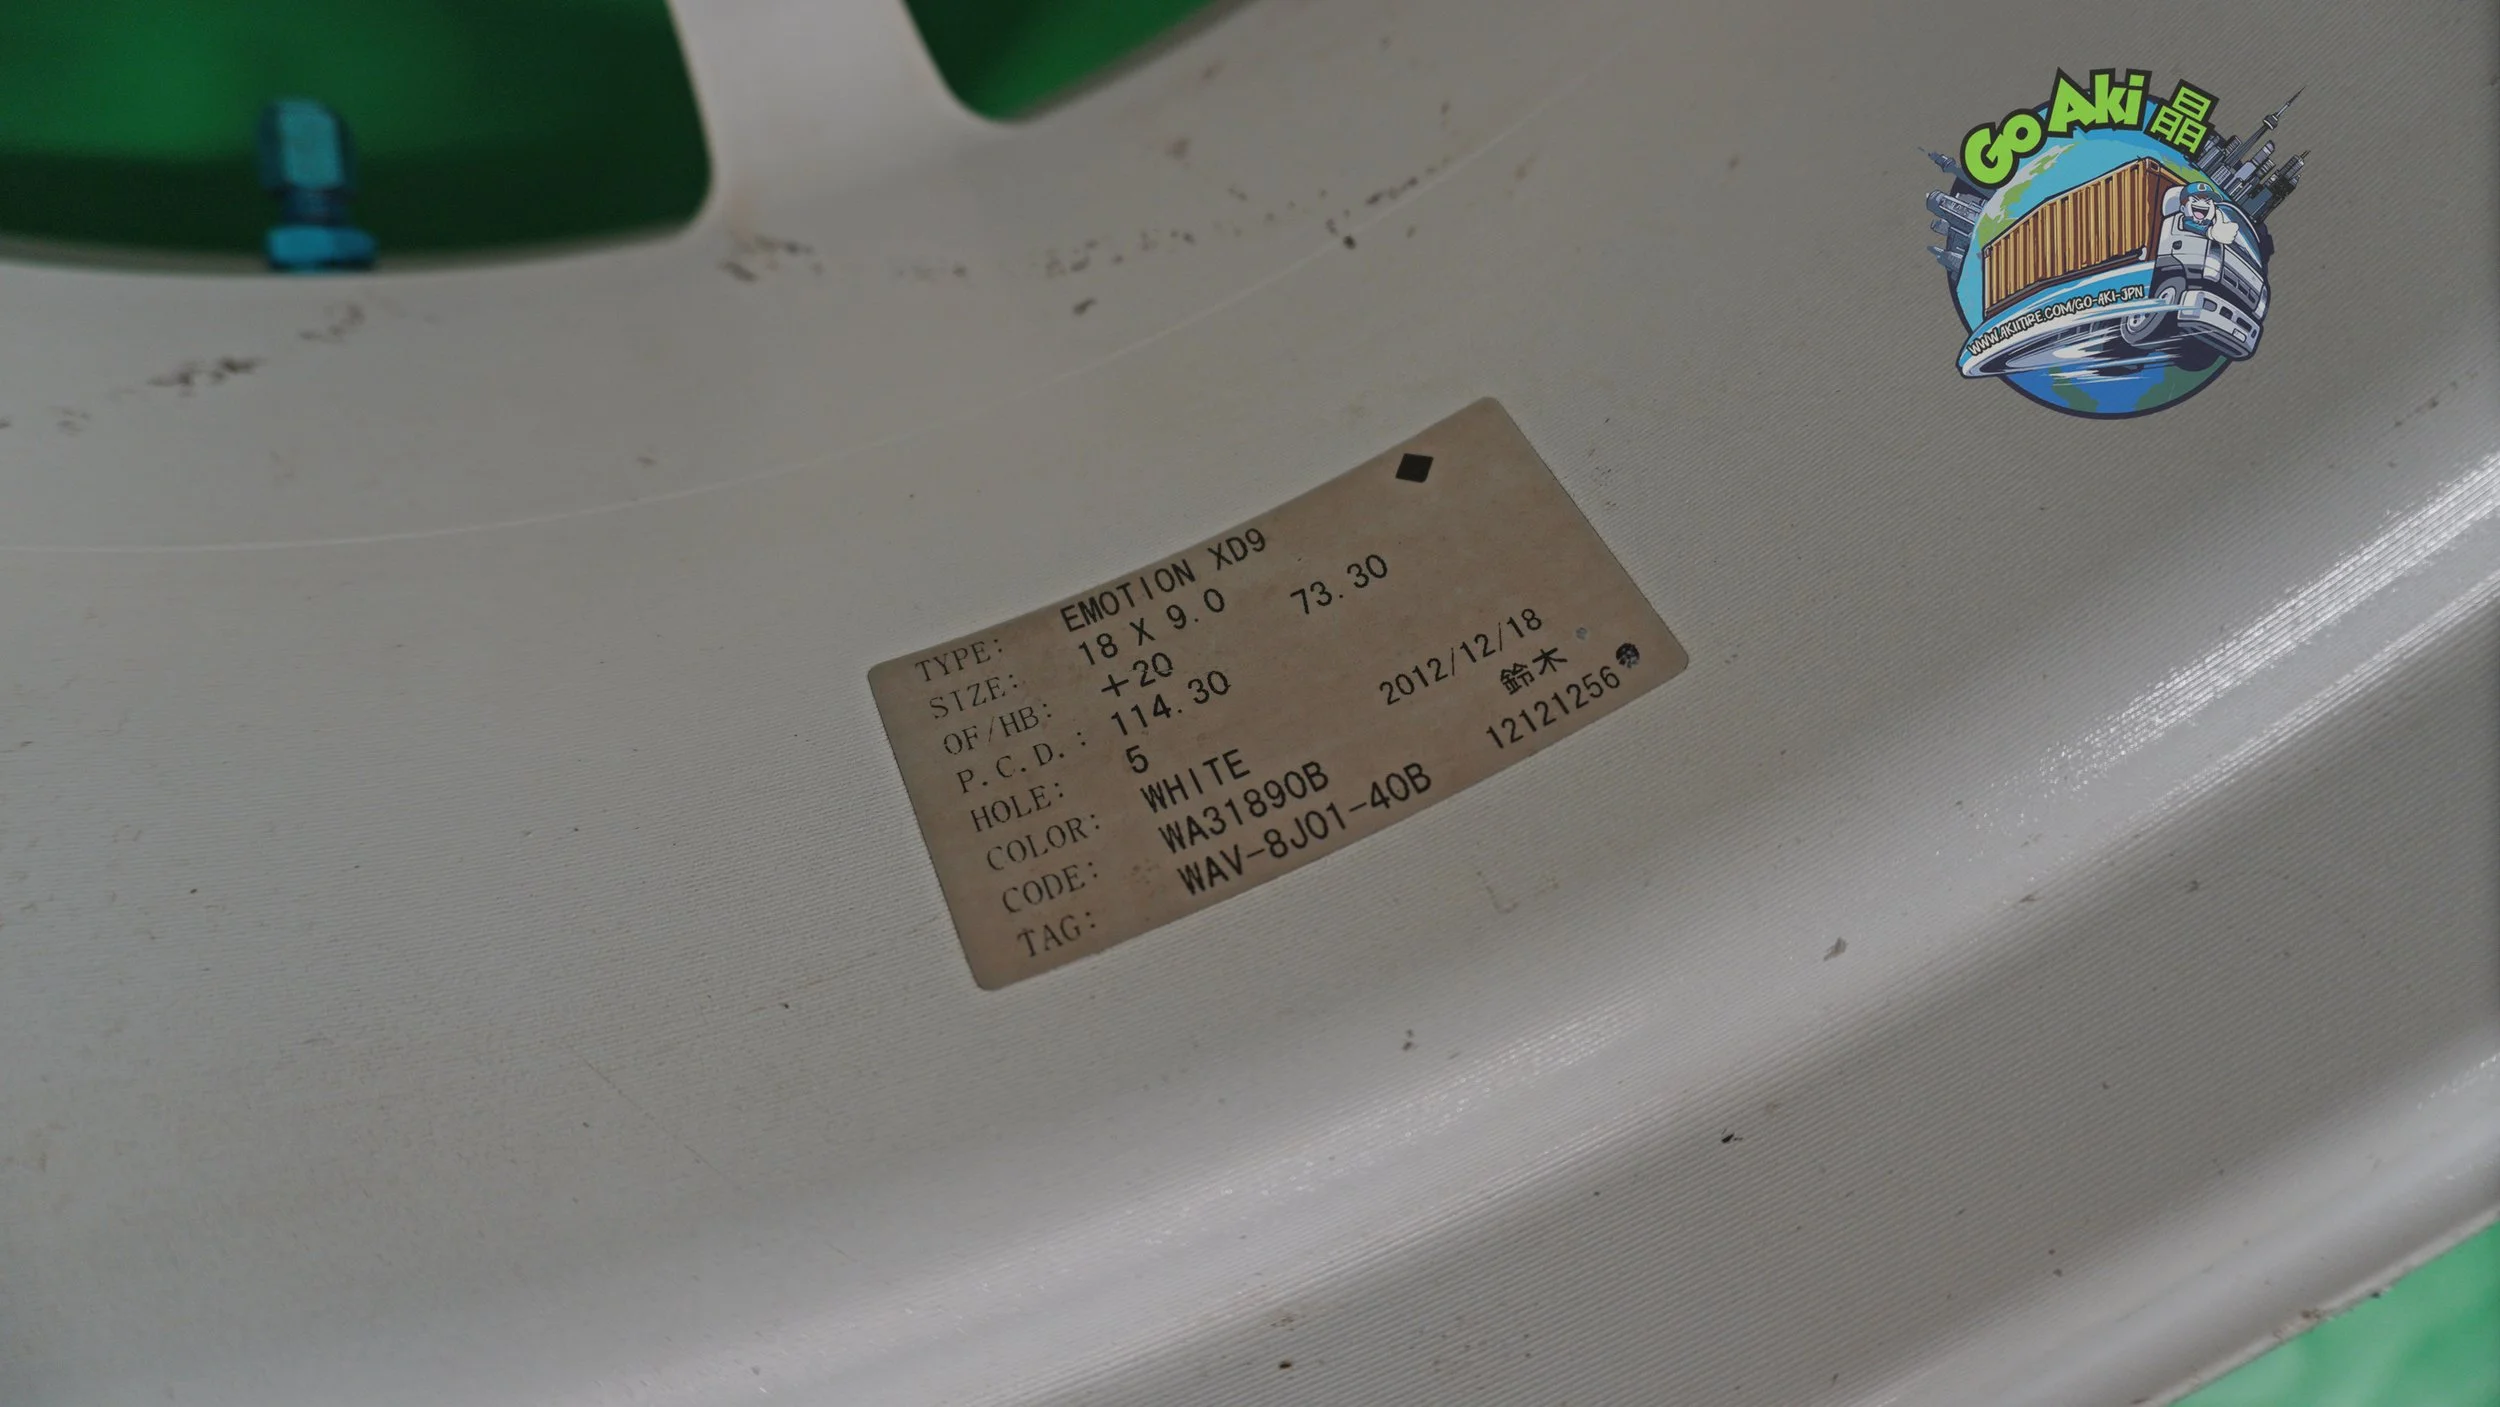 GO AKi 晶
WWW.AKIITIRE.COM/GO-AKI-JPN
TYPE: EMOTION XD9
SIZE: 18 X 9.0
OF/HB: +20 73.30
P.C.D.: 114.30
HOLE: 5
COLOR: WHITE 2012/12/18
CODE: WA31890B 鈴木
TAG: WAV-8J01-40B 12121256